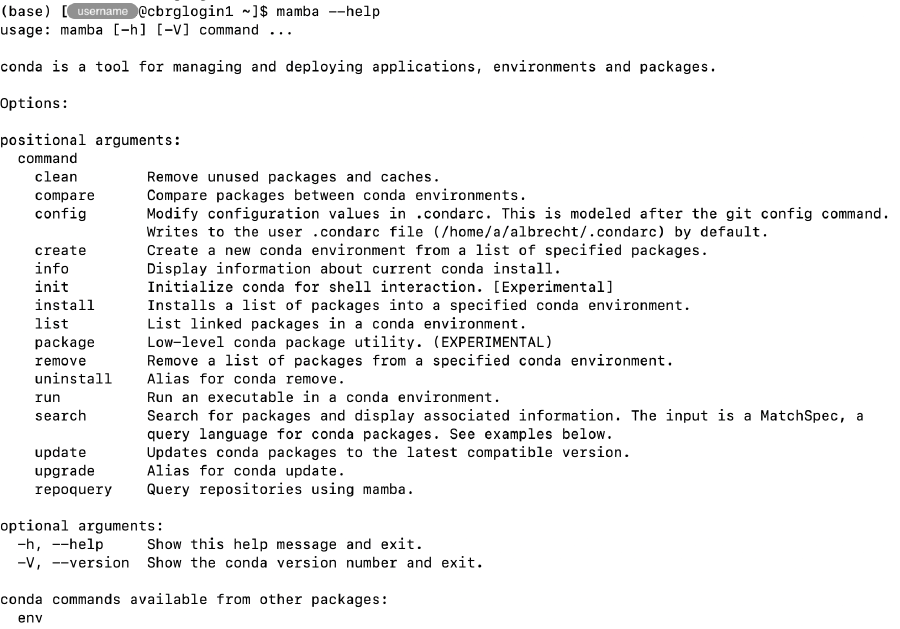 (base) [username@cbrglogin1 ~]$ mamba --help
usage: mamba [-h] [-V] command ...
conda is a tool for managing and deploying applications, environments and packages.
Options:
positional arguments:
command
clean Remove unused packages and caches.
compare Compare packages between conda environments.
config Modify configuration values in .condarc. This is modeled after the git config command.
Writes to the user .condarc file (/home/a/albrecht/.condarc) by default.
create Create a new conda environment from a list of specified packages.
info Display information about current conda install.
init Initialize conda for shell interaction. [Experimental]
install Installs a list of packages into a specified conda environment.
list List linked packages in a conda environment.
package Low-level conda package utility. (EXPERIMENTAL)
remove Remove a list of packages from a specified conda environment.
uninstall Alias for conda remove.
run Run an executable in a conda environment.
search Search for packages and display associated information. The input is a MatchSpec, a
query language for conda packages. See examples below.
update Updates conda packages to the latest compatible version.
upgrade Alias for conda update.
repoquery Query repositories using mamba.
optional arguments:
-h, --help Show this help message and exit.
-V, --version Show the conda version number and exit.
conda commands available from other packages:
env